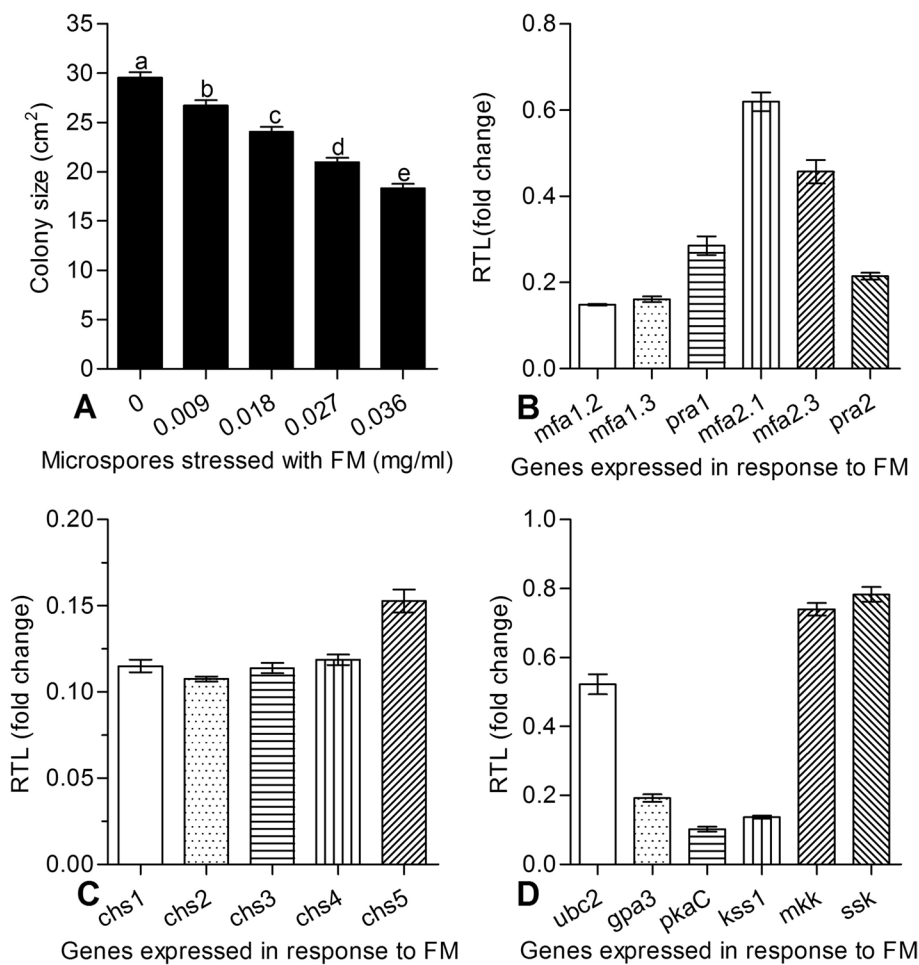 35
30
25
20
15
10
5
0
Colony size (cm²)
a
b
c
d
e
A
0
0.009
0.018
0.027
0.036
Microspores stressed with FM (mg/ml)
0.8
0.6
0.4
0.2
0.0
RTL(fold change)
B
mfa1.2
mfa1.3
pra1
mfa2.1
mfa2.3
pra2
Genes expressed in response to FM
0.20
0.15
0.10
0.05
0.00
RTL (fold change)
C
chs1
chs2
chs3
chs4
chs5
Genes expressed in response to FM
1.0
0.8
0.6
0.4
0.2
0.0
RTL (fold change)
D
ubc2
gpa3
pkaC
kss1
mkk
ssk
Genes expressed in response to FM